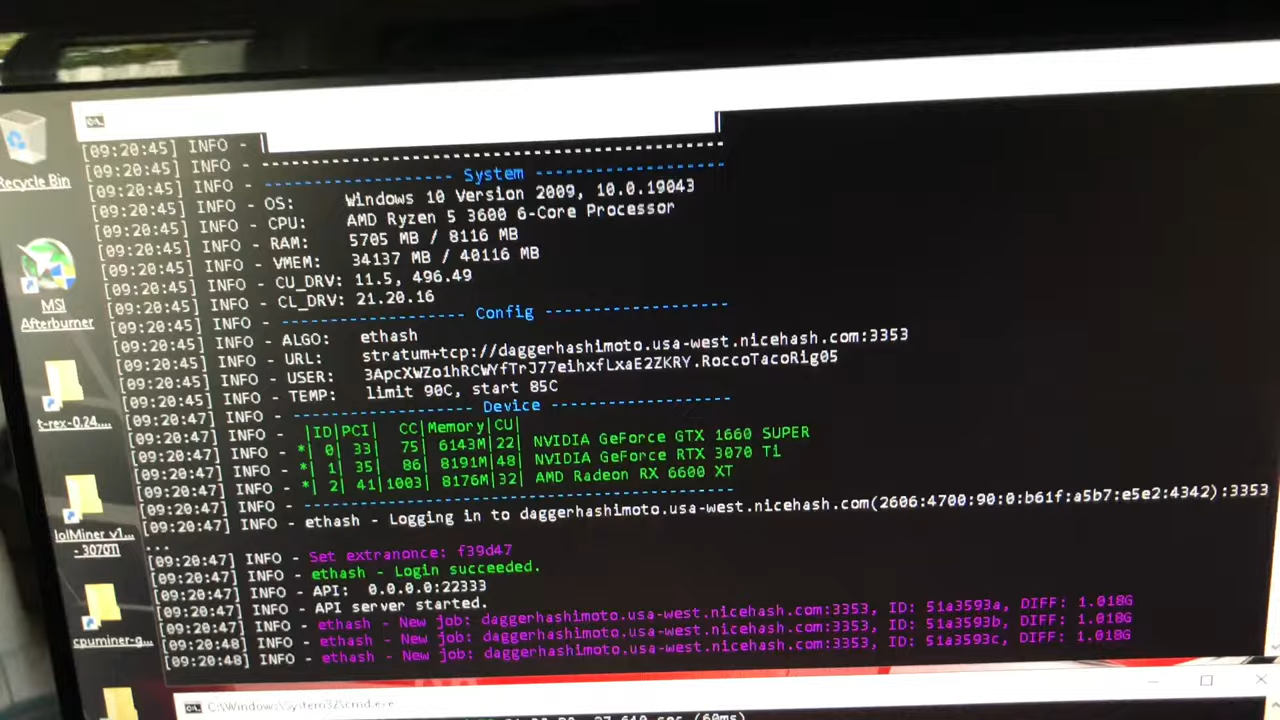 Recycle Bin
MSI
Afterburner
t-rex-0.24....
lolMiner_v1...
- 3070TI
cpuminer-g...
[09:20:45] INFO -
[09:20:45] INFO - ----------
[09:20:45] INFO - ---------- System ----------
[09:20:45] INFO - OS: Windows 10 Version 2009, 10.0.19043
[09:20:45] INFO - CPU: AMD Ryzen 5 3600 6-Core Processor
[09:20:45] INFO - RAM: 5705 MB / 8116 MB
[09:20:45] INFO - VMEM: 34137 MB / 40116 MB
[09:20:45] INFO - CU_DRV: 11.5, 496.49
[09:20:45] INFO - CL_DRV: 21.20.16
[09:20:45] INFO - ---------- Config ----------
[09:20:45] INFO - ALGO: ethash
[09:20:45] INFO - URL: stratum+tcp://daggerhashimoto.usa-west.nicehash.com:3353
[09:20:45] INFO - USER: 3ApcXWZo1hRCWYfTrJ77eihxfLxaE2ZKRY.RoccoTacoRig05
[09:20:45] INFO - TEMP: limit 90C, start 85C
[09:20:47] INFO - ---------- Device ----------
[09:20:47] INFO - |ID|PCI| CC|Memory|CU|
[09:20:47] INFO - *| 0| 33| 75| 6143M|22| NVIDIA GeForce GTX 1660 SUPER
[09:20:47] INFO - *| 1| 35| 86| 8191M|48| NVIDIA GeForce RTX 3070 Ti
[09:20:47] INFO - *| 2| 41|1003| 8176M|32| AMD Radeon RX 6600 XT
[09:20:47] INFO - ----------
[09:20:47] INFO - ethash - Logging in to daggerhashimoto.usa-west.nicehash.com(2606:4700:90:0:b61f:a5b7:e5e2:4342):3353
...
[09:20:47] INFO - Set extranonce: f39d47
[09:20:47] INFO - ethash - Login succeeded.
[09:20:47] INFO - API: 0.0.0.0:22333
[09:20:47] INFO - API server started.
[09:20:47] INFO - ethash - New job: daggerhashimoto.usa-west.nicehash.com:3353, ID: 51a3593a, DIFF: 1.018G
[09:20:48] INFO - ethash - New job: daggerhashimoto.usa-west.nicehash.com:3353, ID: 51a3593b, DIFF: 1.018G
[09:20:48] INFO - ethash - New job: daggerhashimoto.usa-west.nicehash.com:3353, ID: 51a3593c, DIFF: 1.018G
C:\Windows\System32\cmd.exe
(60ms)